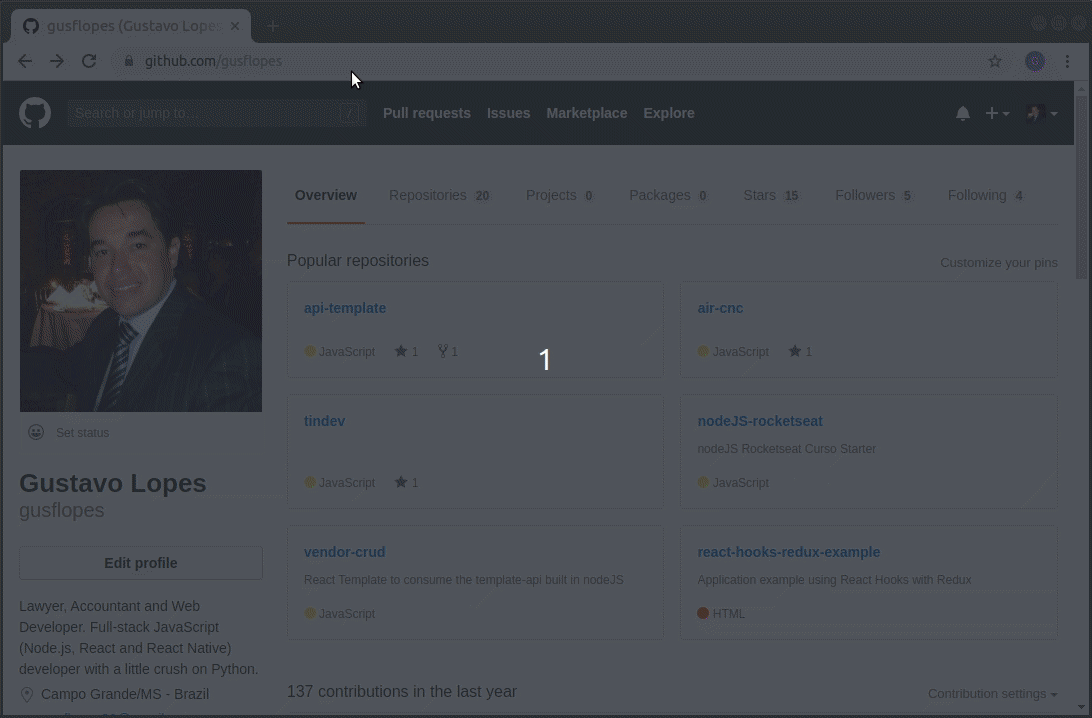 gusflopes (Gustavo Lopes
github.com/gusflopes
Search or jump to... /
Pull requests Issues Marketplace Explore
Overview Repositories 20 Projects 0 Packages 0 Stars 15 Followers 5 Following 4
Popular repositories Customize your pins
api-template
JavaScript 1 1
air-cnc
JavaScript 1
1
tindev
JavaScript 1
nodeJS-rocketseat
nodeJS Rocketseat Curso Starter
JavaScript
vendor-crud
React Template to consume the template-api built in nodeJS
JavaScript
react-hooks-redux-example
Application example using React Hooks with Redux
HTML
Set status
Gustavo Lopes
gusflopes
Edit profile
Lawyer, Accountant and Web
Developer. Full-stack JavaScript
(Node.js, React and React Native)
developer with a little crush on Python.
Campo Grande/MS - Brazil
137 contributions in the last year Contribution settings